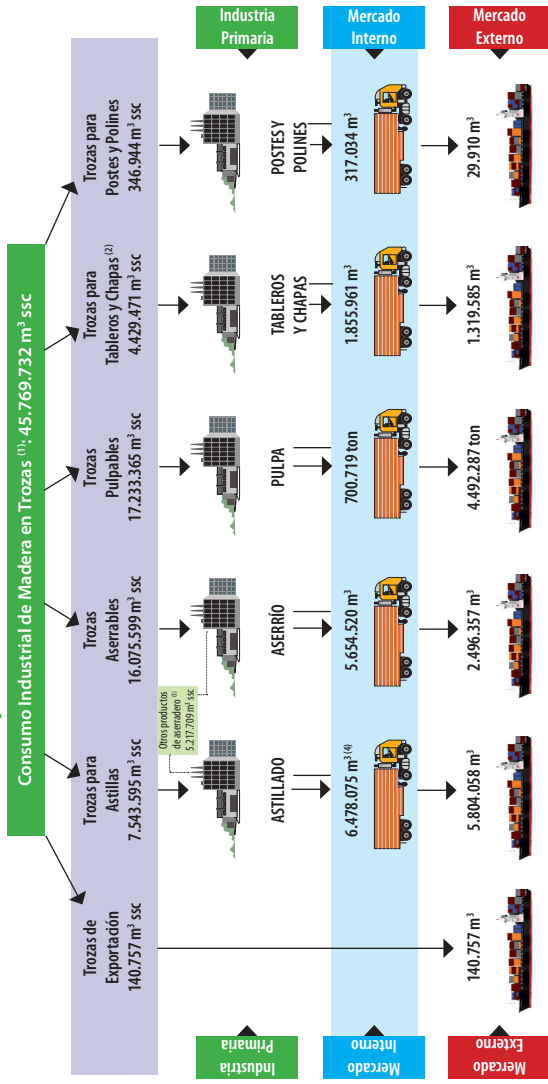 Consumo Industrial de Madera en Trozas (1): 45.769.732 m³ ssc
Trozas de
Exportación
140.757 m³ ssc
Trozas para
Astillas
7.543.595 m³ ssc
Trozas
Aserrables
16.075.599 m³ ssc
Trozas
Pulpables
17.233.365 m³ ssc
Trozas para
Tableros y Chapas (2)
4.429.471 m³ ssc
Trozas para
Postes y Polines
346.944 m³ ssc
Otros productos
de aserradero
5.217.709 m³ ssc
Industria
Primaria
ASTILLADO
ASERRÍO
PULPA
TABLEROS
Y CHAPAS
POSTES Y
POLINES
Industria
Primaria
Mercado
Interno
6.478.075 m³ (4)
5.654.520 m³
700.719 ton
1.855.961 m³
317.034 m³
Mercado
Interno
Mercado
Externo
140.757 m³
5.804.058 m³
2.496.357 m³
4.492.287 ton
1.319.585 m³
29.910 m³
Mercado
Externo